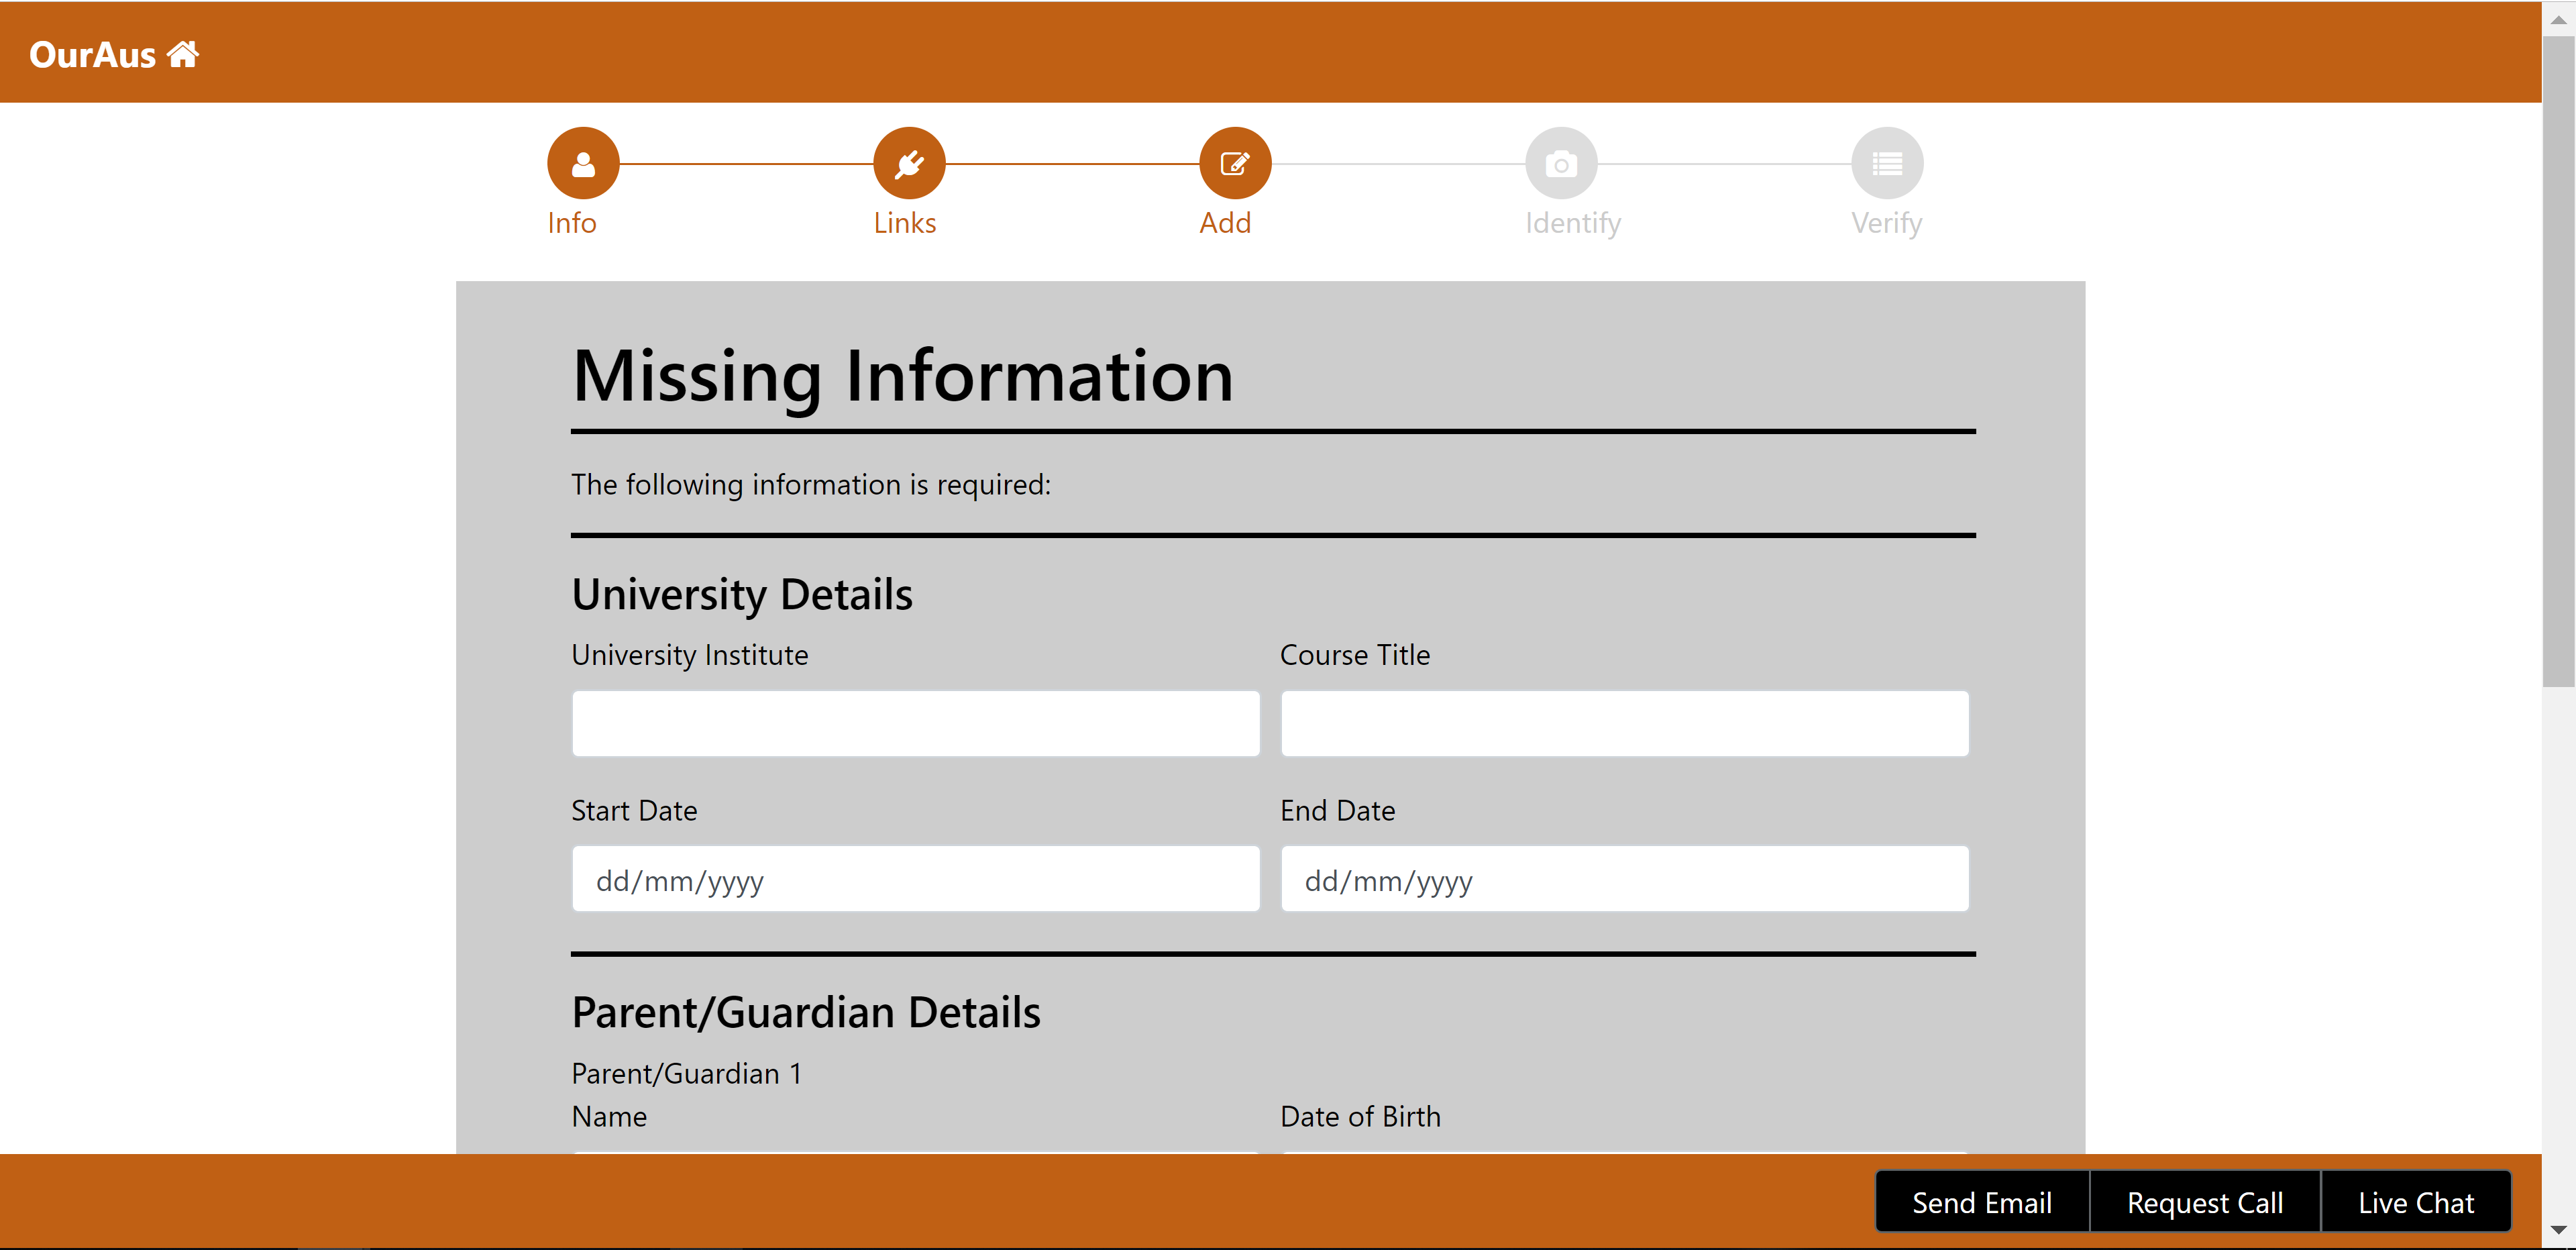 OurAus
Info Links Add Identify Verify
Missing Information
The following information is required:
University Details
University Institute Course Title
Start Date End Date
dd/mm/yyyy dd/mm/yyyy
Parent/Guardian Details
Parent/Guardian 1
Name Date of Birth
Send Email Request Call Live Chat